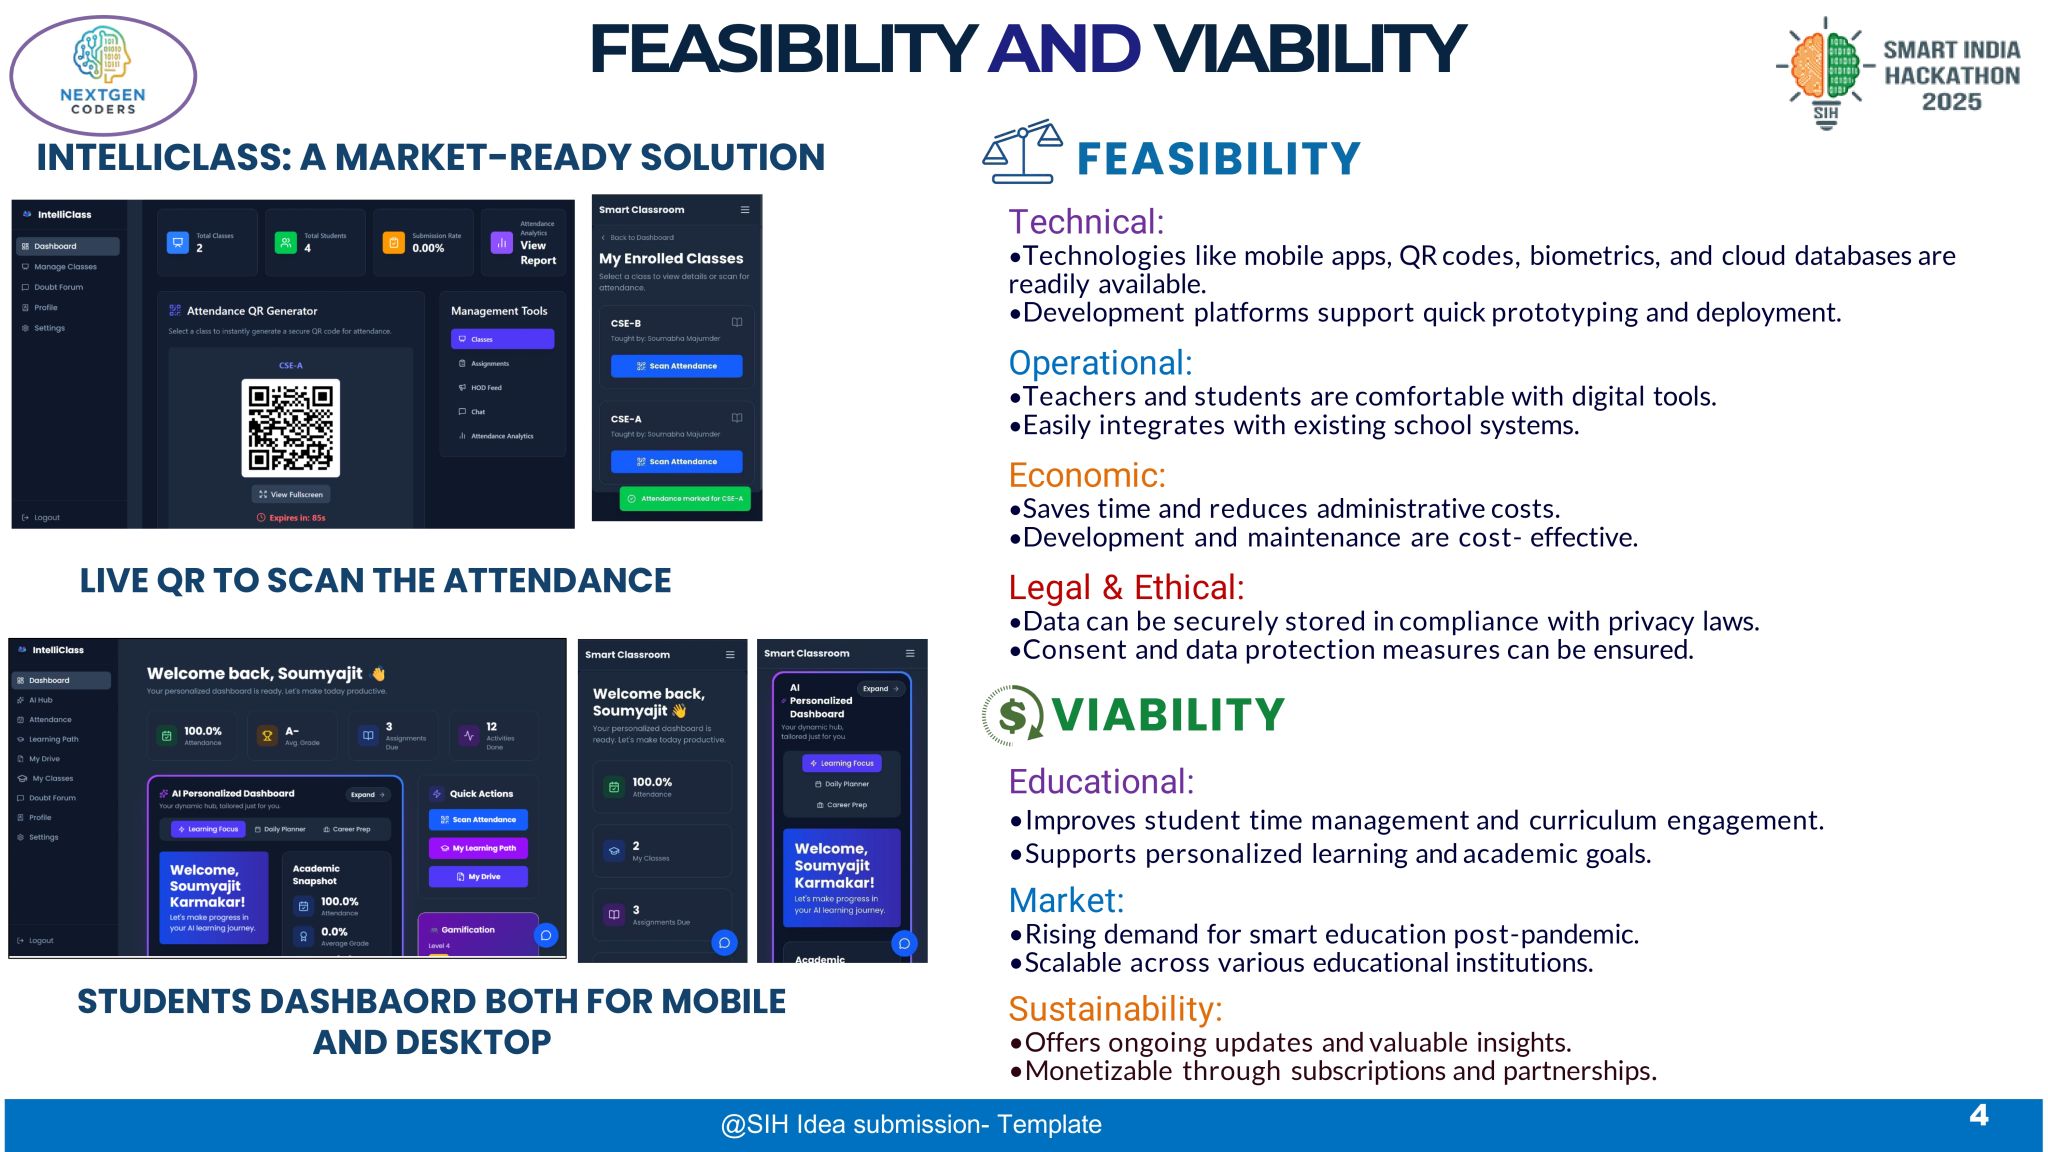 NEXTGEN
CODERS
FEASIBILITY AND VIABILITY
SMART INDIA
HACKATHON
2025
SIH
INTELLICLASS: A MARKET-READY SOLUTION
IntelliClass
Dashboard
Manage Classes
Doubt Forum
Profile
Settings
Logout
Total Classes
2
Total Students
4
Submission Rate
0.00%
Attendance
Analytics
View
Report
Attendance QR Generator
Select a class to instantly generate a secure QR code for attendance.
CSE-A
View Fullscreen
Expires in: 85s
Management Tools
Classes
Assignments
HOD Feed
Chat
Attendance Analytics
Smart Classroom
Back to Dashboard
My Enrolled Classes
Select a class to view details or scan for
attendance.
CSE-B
Taught by: Soumabha Majumder
Scan Attendance
CSE-A
Taught by: Soumabha Majumder
Scan Attendance
Attendance marked for CSE-A
LIVE QR TO SCAN THE ATTENDANCE
IntelliClass
Dashboard
AI Hub
Attendance
Learning Path
My Drive
My Classes
Doubt Forum
Profile
Settings
Logout
Welcome back, Soumyajit 👋
Your personalized dashboard is ready. Let's make today productive.
100.0%
Attendance
A-
Avg. Grade
3
Assignments
Due
12
Activities
Done
AI Personalized Dashboard
Expand →
Your dynamic hub, tailored just for you.
Learning Focus
Daily Planner
Career Prep
Welcome,
Soumyajit
Karmakar!
Let's make progress in
your AI learning journey.
Academic
Snapshot
100.0%
Attendance
0.0%
Average Grade
Quick Actions
Scan Attendance
My Learning Path
My Drive
Gamification
Level 4
Smart Classroom
Welcome back,
Soumyajit 👋
Your personalized dashboard is
ready. Let's make today productive.
100.0%
Attendance
2
My Classes
3
Assignments Due
Smart Classroom
AI
Personalized
Dashboard
Expand →
Your dynamic hub,
tailored just for you.
Learning Focus
Daily Planner
Career Prep
Welcome,
Soumyajit
Karmakar!
Let's make progress in
your AI learning journey.
Academic
STUDENTS DASHBAORD BOTH FOR MOBILE
AND DESKTOP
FEASIBILITY
Technical:
•Technologies like mobile apps, QR codes, biometrics, and cloud databases are
readily available.
•Development platforms support quick prototyping and deployment.
Operational:
•Teachers and students are comfortable with digital tools.
•Easily integrates with existing school systems.
Economic:
•Saves time and reduces administrative costs.
•Development and maintenance are cost- effective.
Legal & Ethical:
•Data can be securely stored in compliance with privacy laws.
•Consent and data protection measures can be ensured.
VIABILITY
Educational:
•Improves student time management and curriculum engagement.
•Supports personalized learning and academic goals.
Market:
•Rising demand for smart education post-pandemic.
•Scalable across various educational institutions.
Sustainability:
•Offers ongoing updates and valuable insights.
•Monetizable through subscriptions and partnerships.
@SIH Idea submission- Template
4